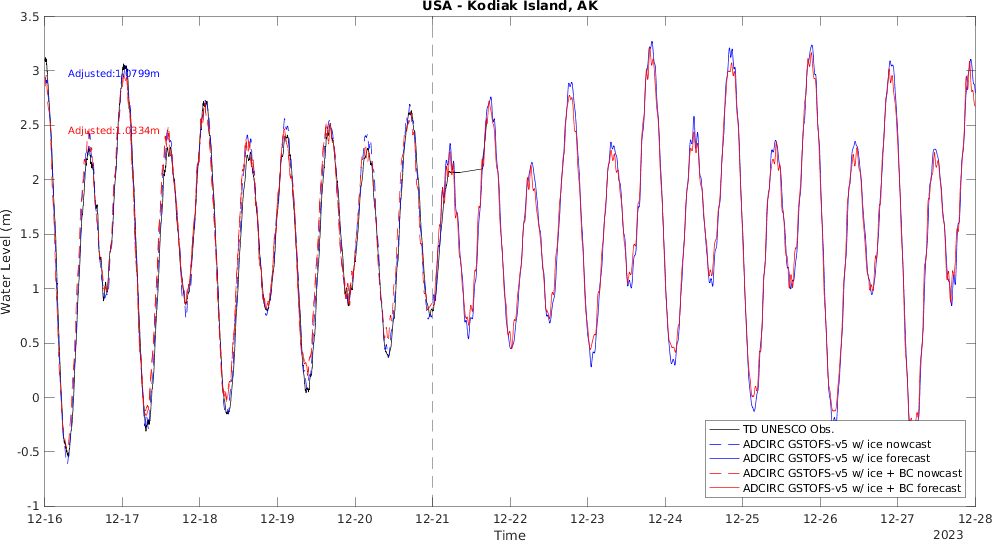 USA - Kodiak Island, AK
3.5
3
2.5
2
1.5
1
0.5
0
-0.5
-1
Water Level (m)
Adjusted:1.0799m
Adjusted:1.0334m
TD UNESCO Obs.
ADCIRC GSTOFS-v5 w/ ice nowcast
ADCIRC GSTOFS-v5 w/ ice forecast
ADCIRC GSTOFS-v5 w/ ice + BC nowcast
ADCIRC GSTOFS-v5 w/ ice + BC forecast
12-16 12-17 12-18 12-19 12-20 12-21 12-22 12-23 12-24 12-25 12-26 12-27 12-28
Time
2023